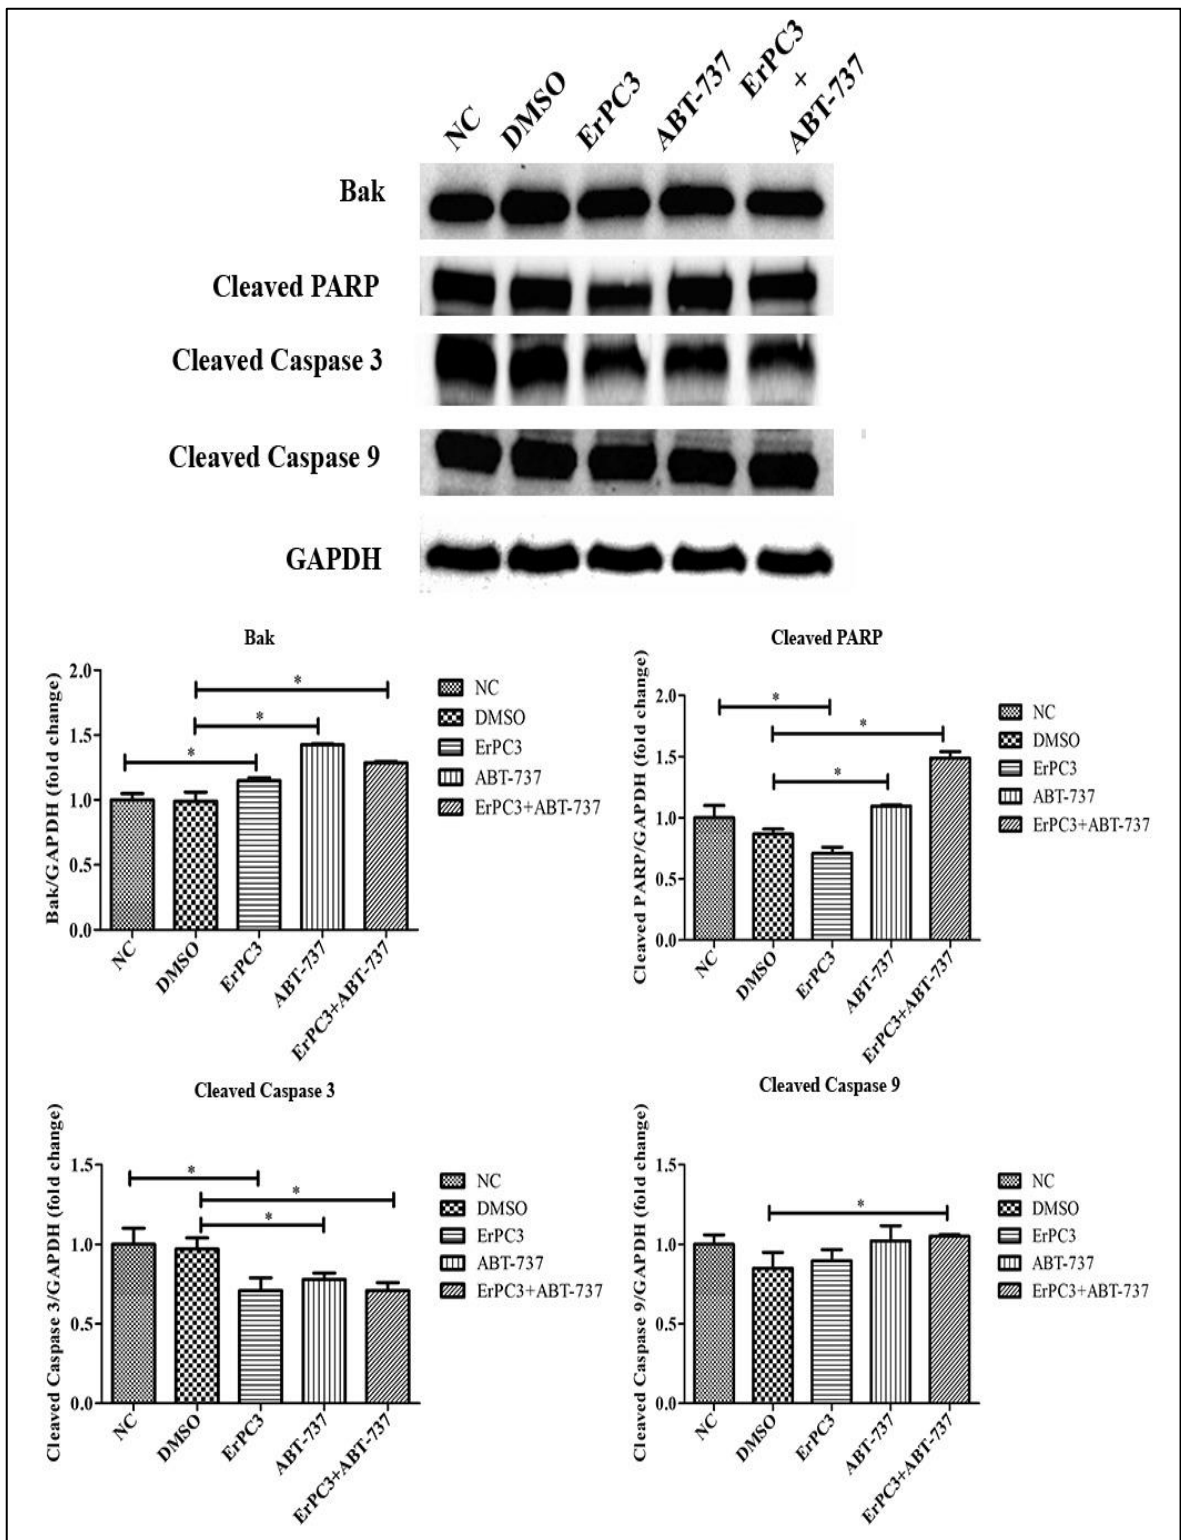 NC DMSO ErPC3 ABT-737 ErPC3 + ABT-737
Bak
Cleaved PARP
Cleaved Caspase 3
Cleaved Caspase 9
GAPDH
Bak
Bak/GAPDH (fold change)
2.0
1.5
1.0
0.5
0.0
*
*
*
NC
DMSO
ErPC3
ABT-737
ErPC3+ABT-737
NC
DMSO
ErPC3
ABT-737
ErPC3+ABT-737
Cleaved PARP
Cleaved PARP/GAPDH (fold change)
2.0
1.5
1.0
0.5
0.0
*
*
*
NC
DMSO
ErPC3
ABT-737
ErPC3+ABT-737
NC
DMSO
ErPC3
ABT-737
ErPC3+ABT-737
Cleaved Caspase 3
Cleaved Caspase 3/GAPDH (fold change)
1.5
1.0
0.5
0.0
*
*
*
NC
DMSO
ErPC3
ABT-737
ErPC3+ABT-737
NC
DMSO
ErPC3
ABT-737
ErPC3+ABT-737
Cleaved Caspase 9
Cleaved Caspase 9/GAPDH (fold change)
1.5
1.0
0.5
0.0
*
NC
DMSO
ErPC3
ABT-737
ErPC3+ABT-737
NC
DMSO
ErPC3
ABT-737
ErPC3+ABT-737